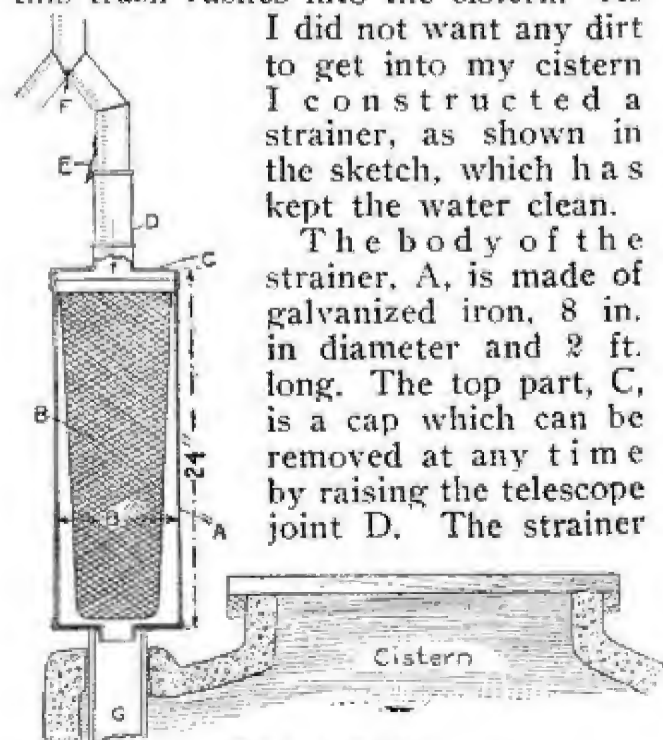 into the cistern.
I did not want any dirt
to get into my cistern
I constructed a
strainer, as shown in
the sketch, which has
kept the water clean.
The body of the
strainer, A, is made of
galvanized iron, 8 in.
in diameter and 2 ft.
long. The top part, C,
is a cap which can be
removed at any time
by raising the telescope
joint D. The strainer
F
E
D
C
B
24"
A
Cistern
G